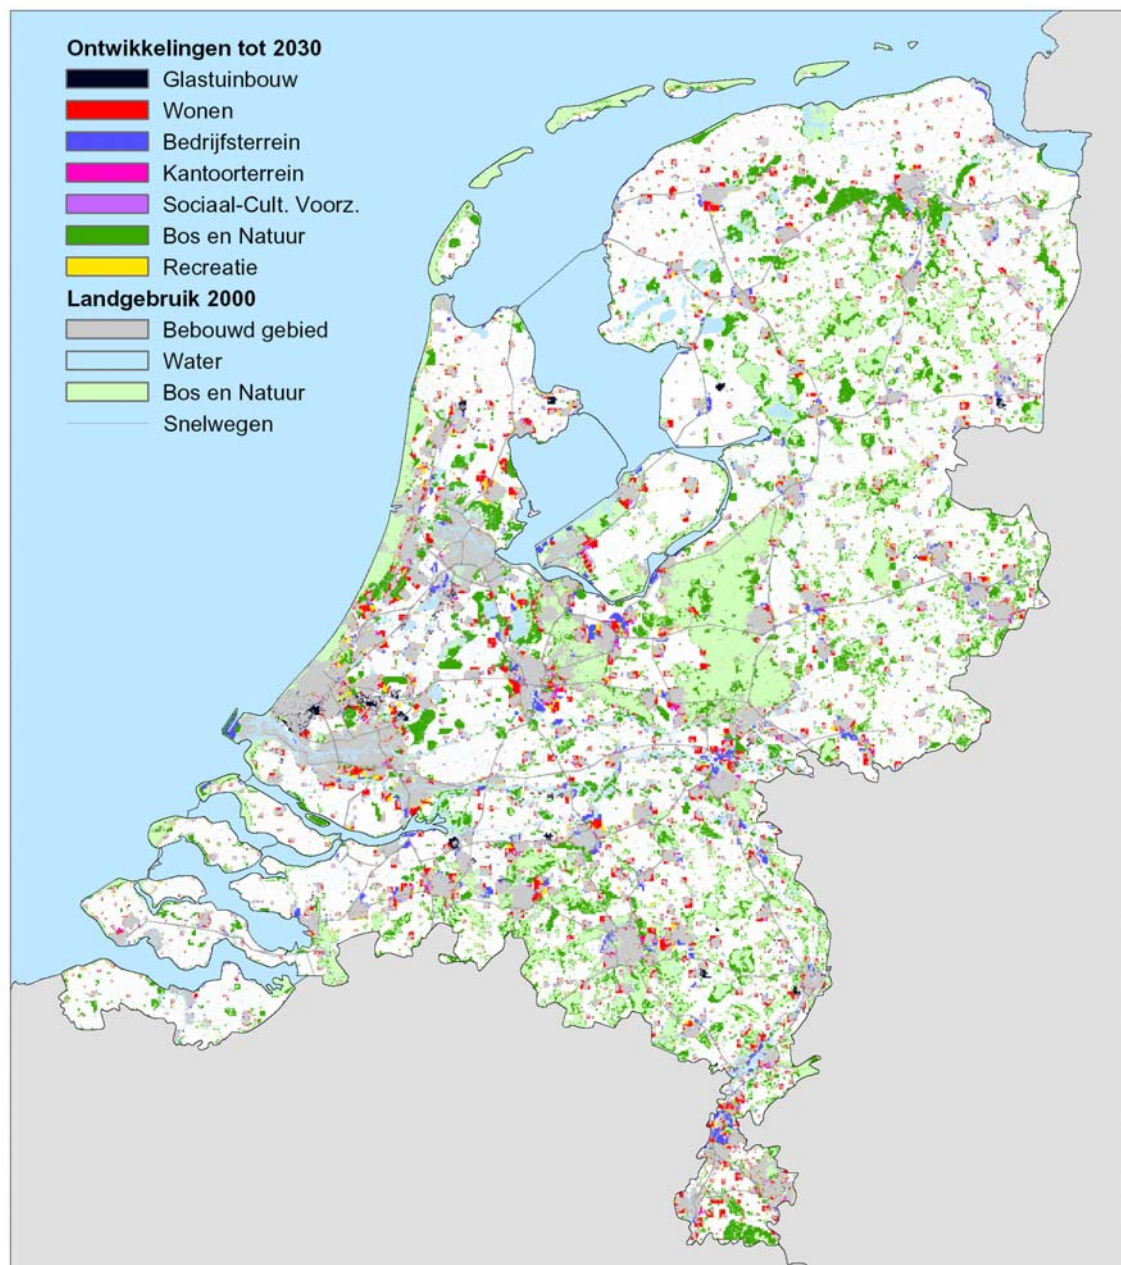 Ontwikkelingen tot 2030
Glastuinbouw
Wonen
Bedrijfsterrein
Kantoorterrein
Sociaal-Cult. Voorz.
Bos en Natuur
Recreatie
Landgebruik 2000
Bebouwd gebied
Water
Bos en Natuur
Snelwegen